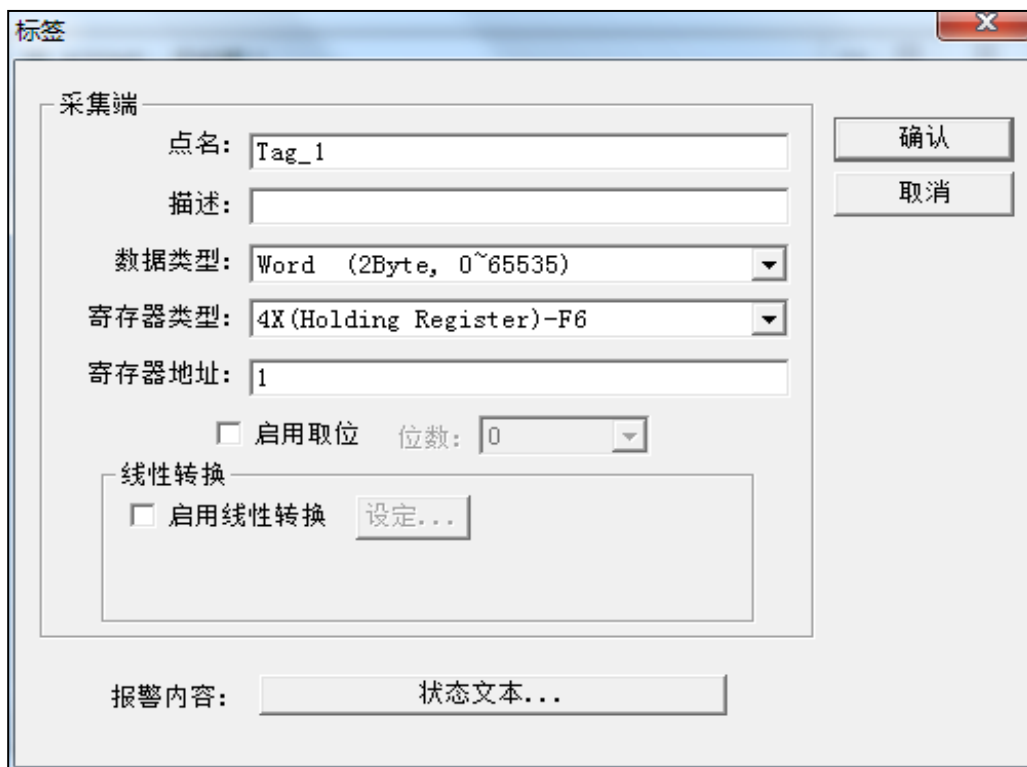 标签
采集端
点名: Tag_1
描述:
数据类型: Word (2Byte, 0~65535)
寄存器类型: 4X(Holding Register)-F6
寄存器地址: 1
启用取位 位数: 0
线性转换
启用线性转换 设定...
报警内容: 状态文本...
确认
取消